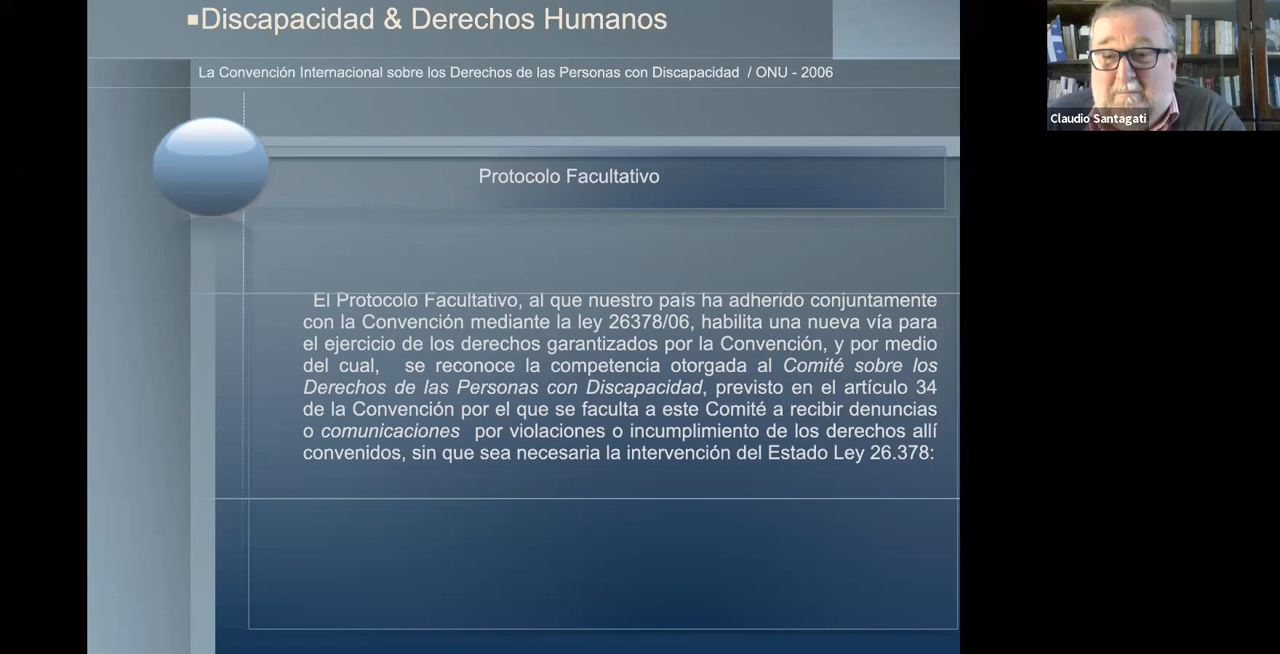 Discapacidad & Derechos Humanos
La Convención Internacional sobre los Derechos de las Personas con Discapacidad / ONU - 2006
Claudio Santagati
Protocolo Facultativo
El Protocolo Facultativo, al que nuestro país ha adherido conjuntamente
con la Convención mediante la ley 26378/06, habilita una nueva vía para
el ejercicio de los derechos garantizados por la Convención, y por medio
del cual, se reconoce la competencia otorgada al Comité sobre los
Derechos de las Personas con Discapacidad, previsto en el artículo 34
de la Convención por el que se faculta a este Comité a recibir denuncias
o comunicaciones por violaciones o incumplimiento de los derechos allí
convenidos, sin que sea necesaria la intervención del Estado Ley 26.378: